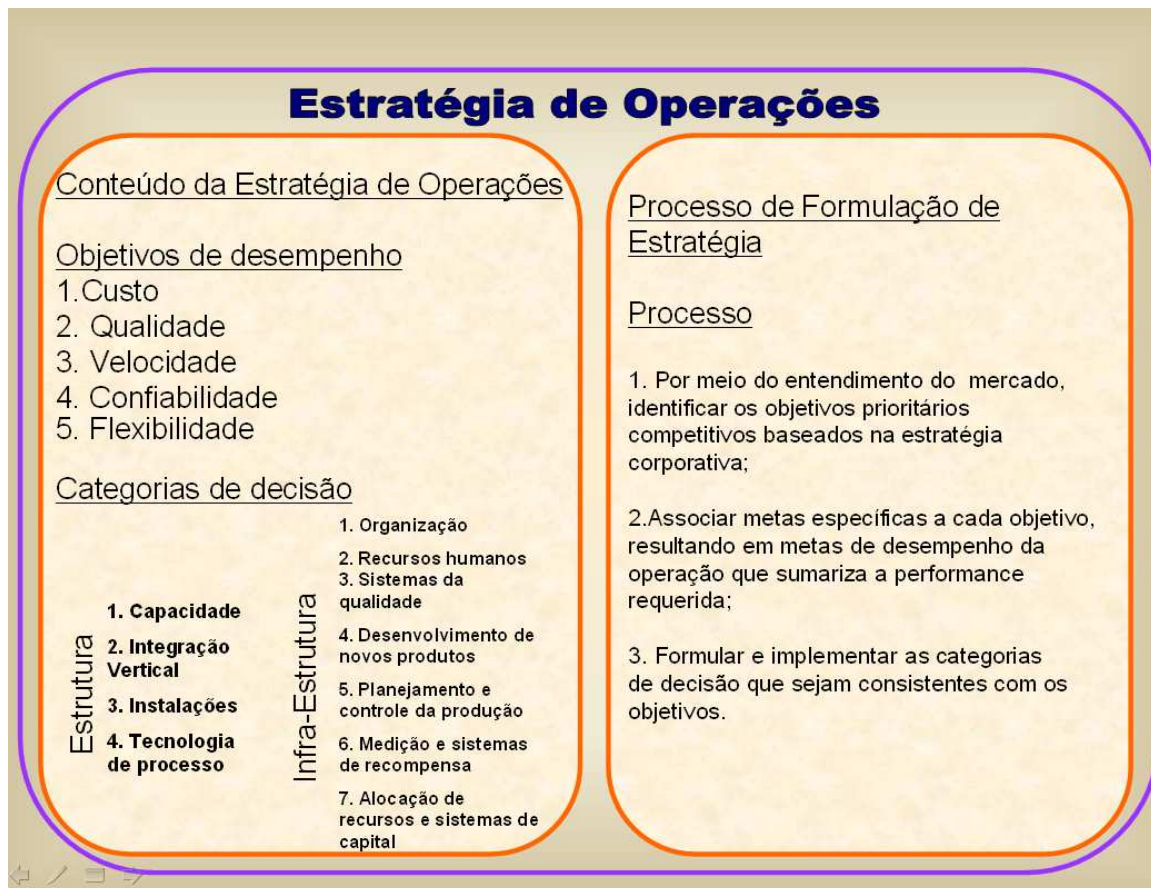 Estratégia de Operações
Conteúdo da Estratégia de Operações
Objetivos de desempenho
1.Custo
2. Qualidade
3. Velocidade
4. Confiabilidade
5. Flexibilidade
Categorias de decisão
Estrutura
1. Capacidade
2. Integração
Vertical
3. Instalações
4. Tecnologia
de processo
Infra-Estrutura
1. Organização
2. Recursos humanos
3. Sistemas da
qualidade
4. Desenvolvimento de
novos produtos
5. Planejamento e
controle da produção
6. Medição e sistemas
de recompensa
7. Alocação de
recursos e sistemas de
capital
Processo de Formulação de
Estratégia
Processo
1. Por meio do entendimento do mercado,
identificar os objetivos prioritários
competitivos baseados na estratégia
corporativa;
2.Associar metas específicas a cada objetivo,
resultando em metas de desempenho da
operação que sumariza a performance
requerida;
3. Formular e implementar as categorias
de decisão que sejam consistentes com os
objetivos.